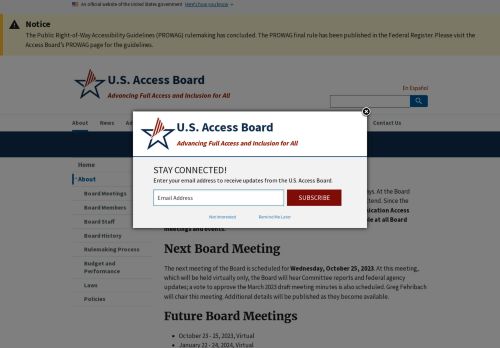 An official website of the United States government Here's how you know
Notice
The Public Right-of-Way Accessibility Guidelines (PROWAG) rulemaking has concluded. The PROWAG final rule has been published in the Federal Register. Please visit the
Access Board's PROWAG page for the guidelines.
U.S. Access Board
Advancing Full Access and Inclusion for All
En Español
About News Contact Us
U.S. Access Board
Advancing Full Access and Inclusion for All
STAY CONNECTED!
Enter your email address to receive updates from the U.S. Access Board.
Email Address SUBSCRIBE
Not Interested Remind Me Later
Home
About
Board Meetings
Board Members
Board Staff
Board History
Rulemaking Process
Budget and
Performance
Laws
Policies
At the Board
Since the
Access
at all Board
meetings and events.
Next Board Meeting
The next meeting of the Board is scheduled for Wednesday, October 25, 2023. At this meeting,
which will be held virtually only, the Board will hear Committee reports and federal agency
updates; a vote to approve the March 2023 draft meeting minutes is also scheduled. Greg Fehribach
will chair this meeting. Additional details will be published as they become available.
Future Board Meetings
October 23 - 25, 2023, Virtual
January 22 - 24, 2024, Virtual